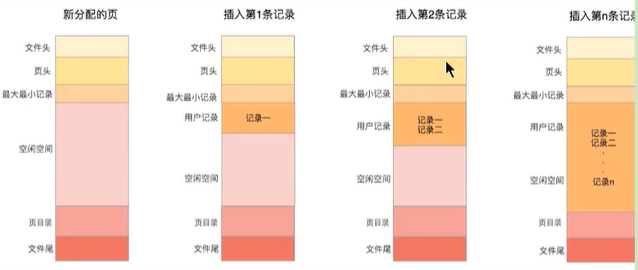 新分配的页
文件头
页头
最大最小记录
空闲空间
页目录
文件尾
插入第1条记录
文件头
页头
最大最小记录
用户记录
记录一
空闲空间
页目录
文件尾
插入第2条记录
文件头
页头
最大最小记录
用户记录
记录一
记录二
空闲空间
页目录
文件尾
插入第n条记
文件头
页头
最大最小记录
用户记录
记录一
记录二
.
.
.
记录n
空闲空间
页目录
文件尾